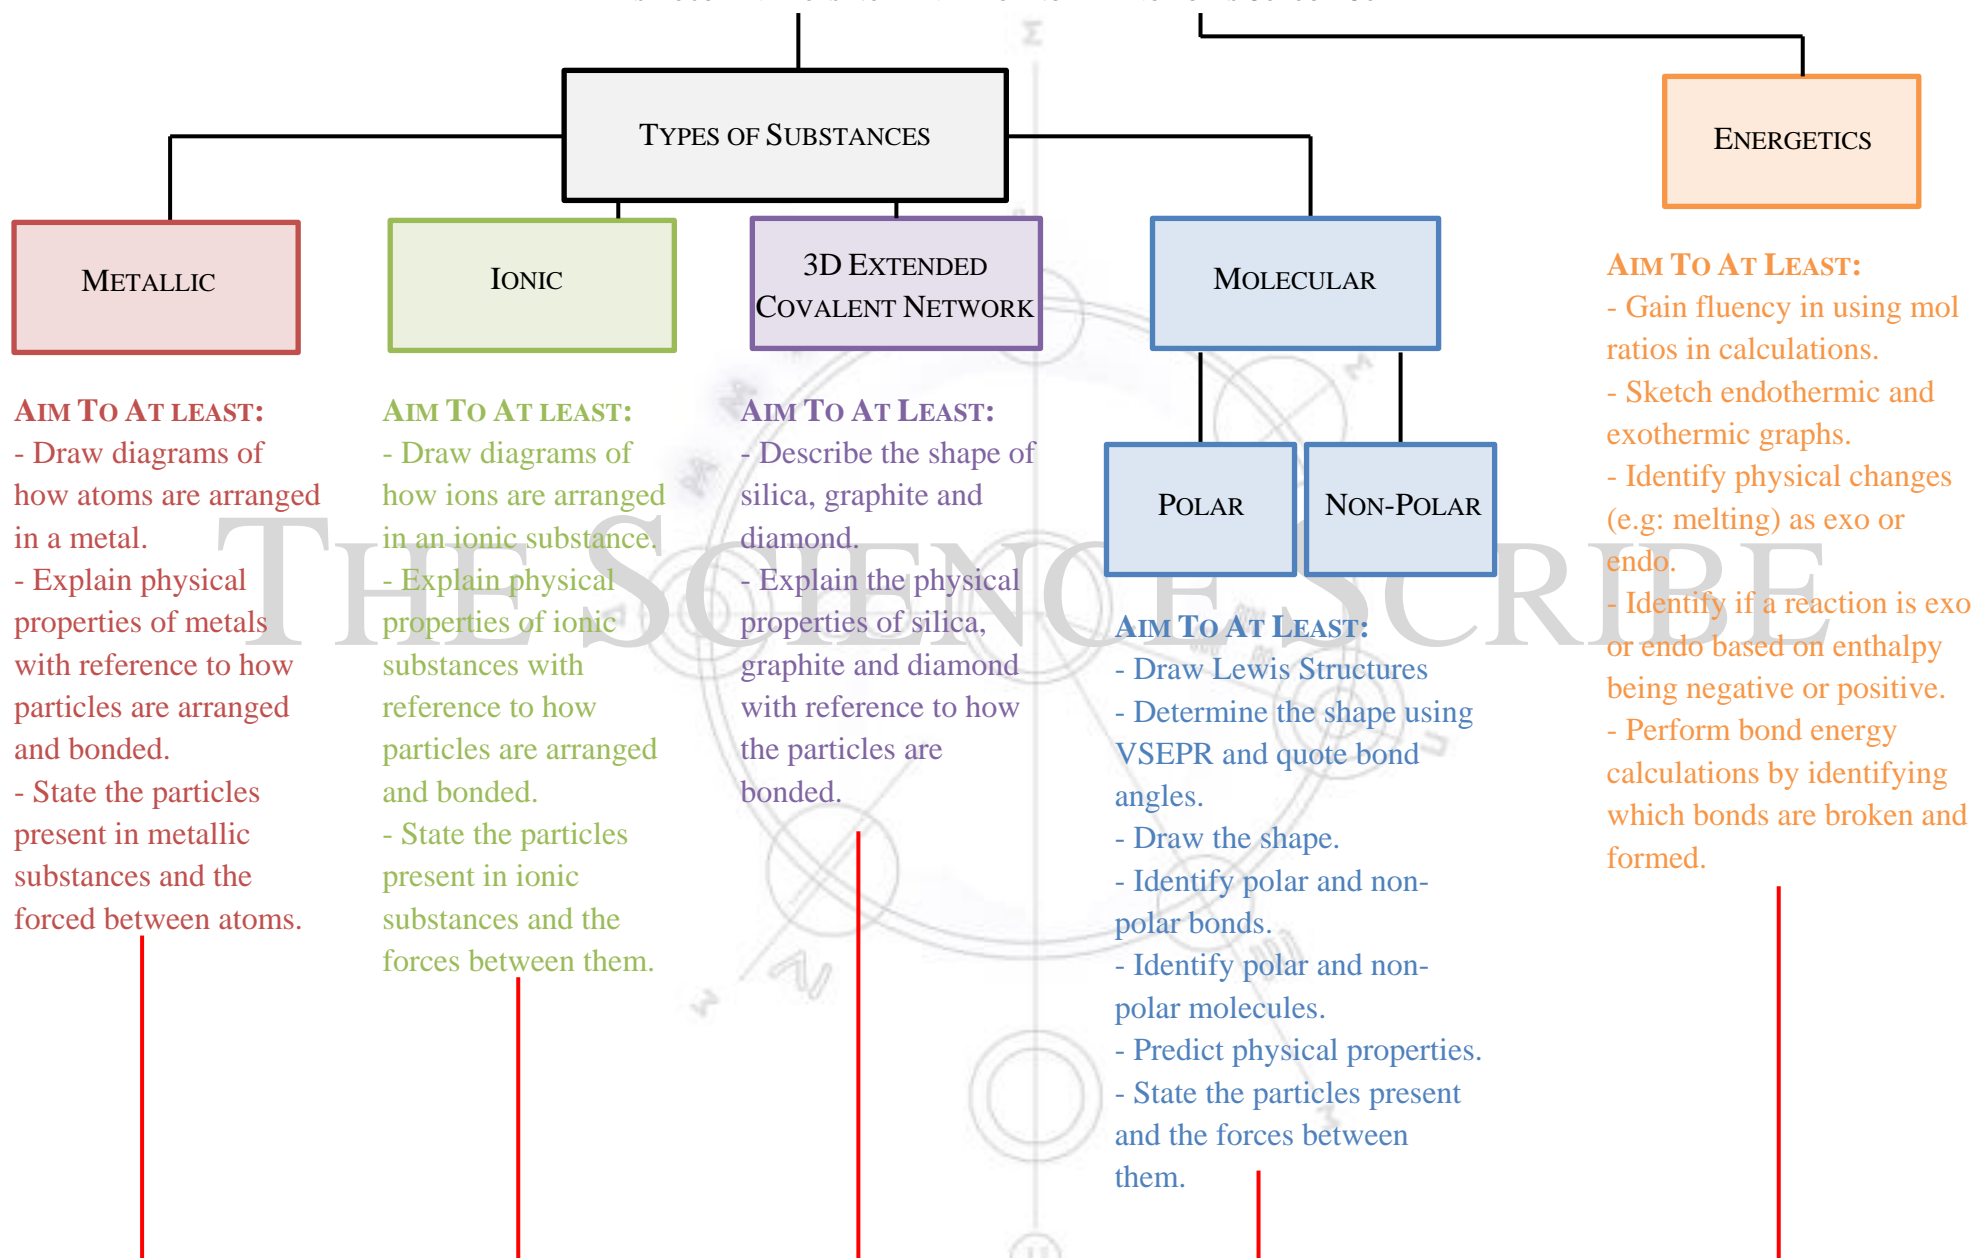 TYPES OF SUBSTANCES
ENERGETICS
METALLIC
IONIC
3D EXTENDED
COVALENT NETWORK
MOLECULAR
POLAR
NON-POLAR
AIM TO AT LEAST:
- Draw diagrams of
how atoms are arranged
in a metal.
- Explain physical
properties of metals
with reference to how
particles are arranged
and bonded.
- State the particles
present in metallic
substances and the
forced between atoms.
AIM TO AT LEAST:
- Draw diagrams of
how ions are arranged
in an ionic substance.
- Explain physical
properties of ionic
substances with
reference to how
particles are arranged
and bonded.
- State the particles
present in ionic
substances and the
forces between them.
AIM TO AT LEAST:
- Describe the shape of
silica, graphite and
diamond.
- Explain the physical
properties of silica,
graphite and diamond
with reference to how
the particles are
bonded.
AIM TO AT LEAST:
- Draw Lewis Structures
- Determine the shape using
VSEPR and quote bond
angles.
- Draw the shape.
- Identify polar and non-
polar bonds.
- Identify polar and non-
polar molecules.
- Predict physical properties.
- State the particles present
and the forces between
them.
AIM TO AT LEAST:
- Gain fluency in using mol
ratios in calculations.
- Sketch endothermic and
exothermic graphs.
- Identify physical changes
(e.g: melting) as exo or
endo.
- Identify if a reaction is exo
or endo based on enthalpy
being negative or positive.
- Perform bond energy
calculations by identifying
which bonds are broken and
formed.
THE SCIENCE SCRIBE